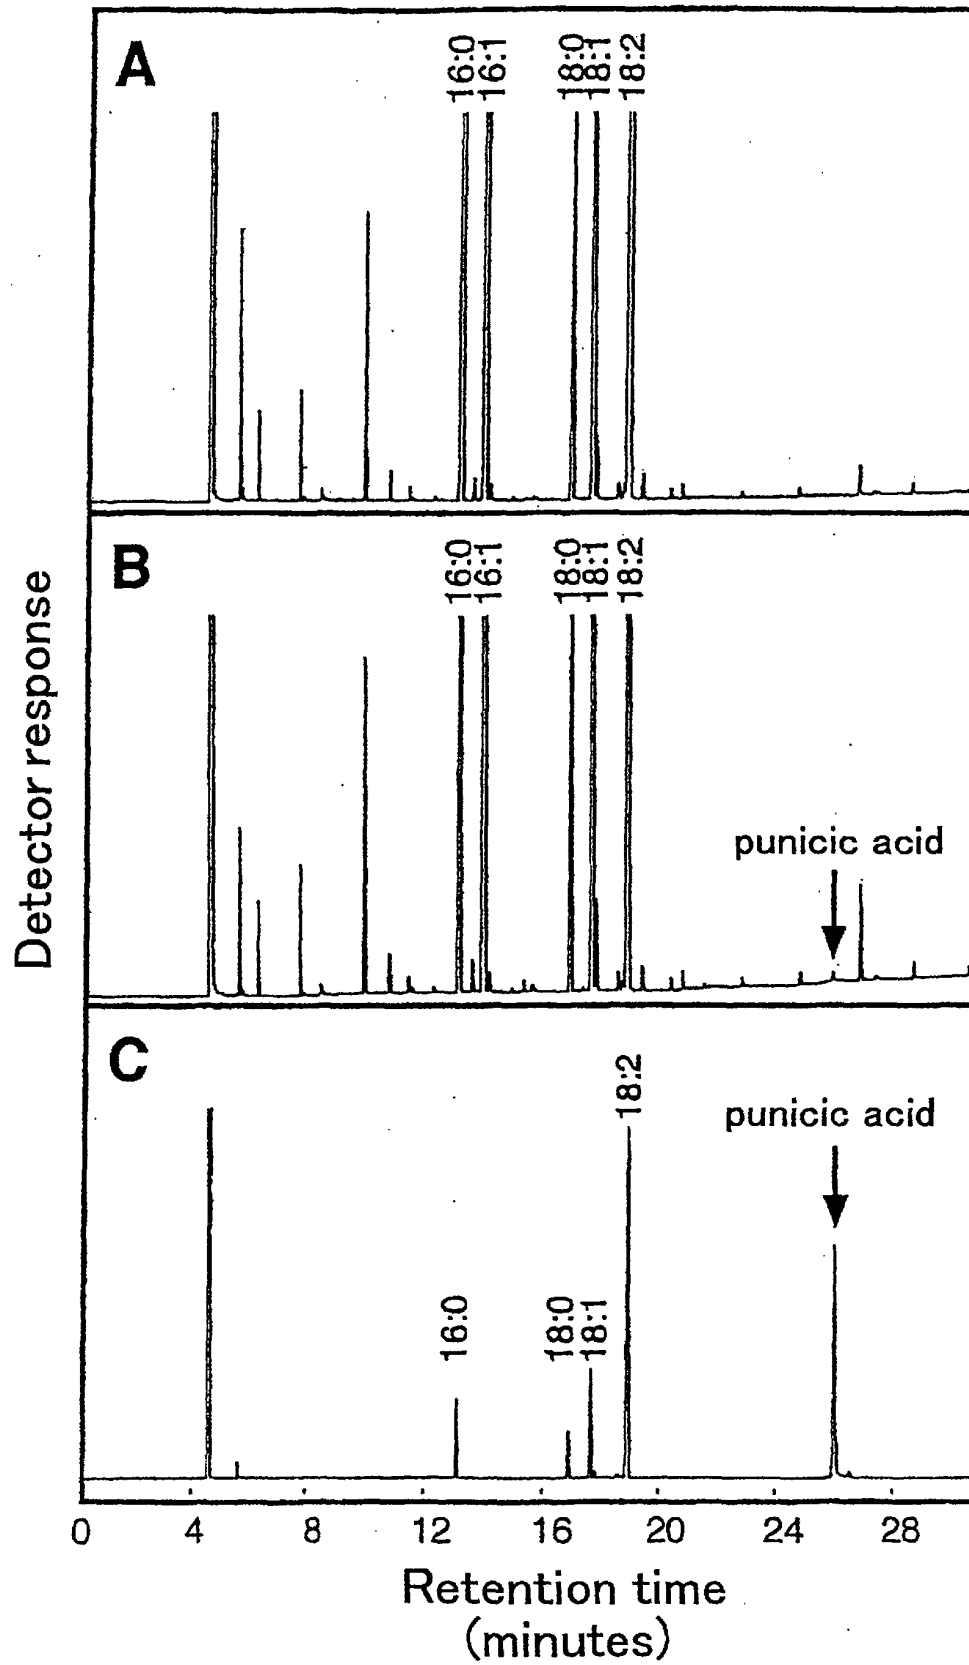 A
16:0
16:1
18:0
18:1
18:2
B
16:0
16:1
18:0
18:1
18:2
punicic acid
C
16:0
18:0
18:1
18:2
punicic acid
Detector response
0 4 8 12 16 20 24 28
Retention time
(minutes)